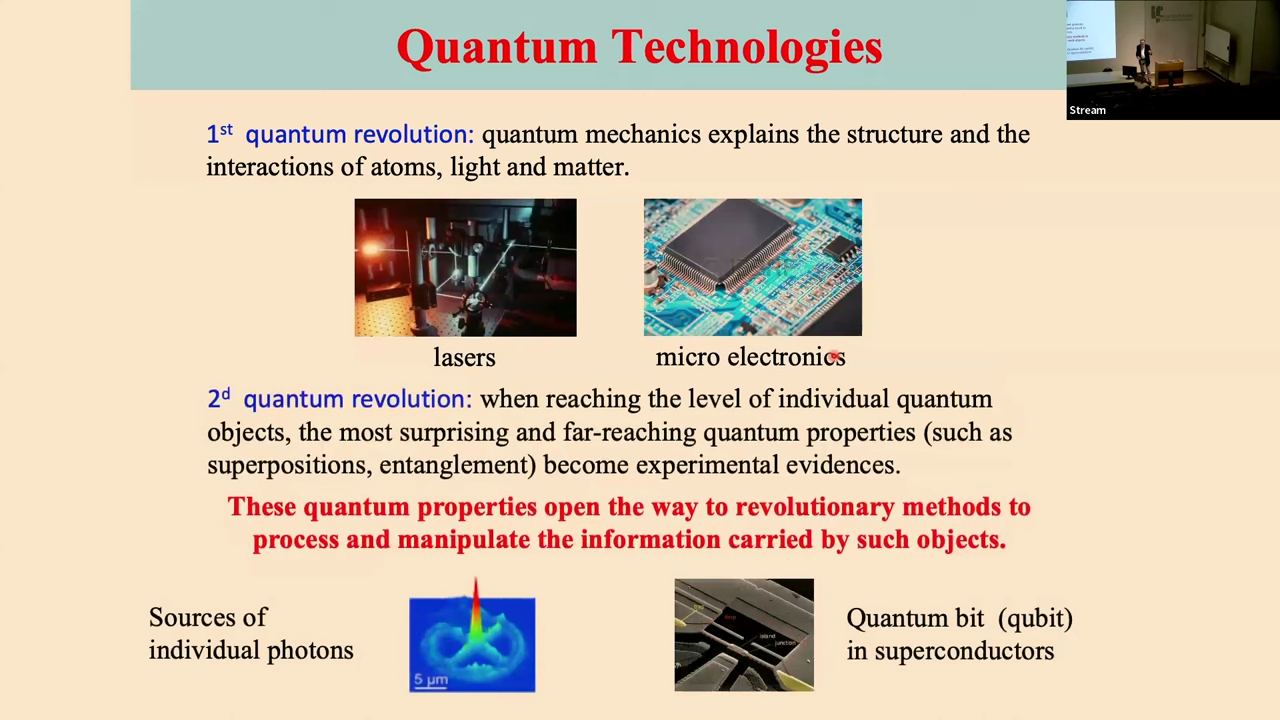 Quantum Technologies
Stream
1st quantum revolution: quantum mechanics explains the structure and the
interactions of atoms, light and matter.
lasers
micro electronics
2d quantum revolution: when reaching the level of individual quantum
objects, the most surprising and far-reaching quantum properties (such as
superpositions, entanglement) become experimental evidences.
These quantum properties open the way to revolutionary methods to
process and manipulate the information carried by such objects.
Sources of
individual photons
5 µm
island
junction
Quantum bit (qubit)
in superconductors